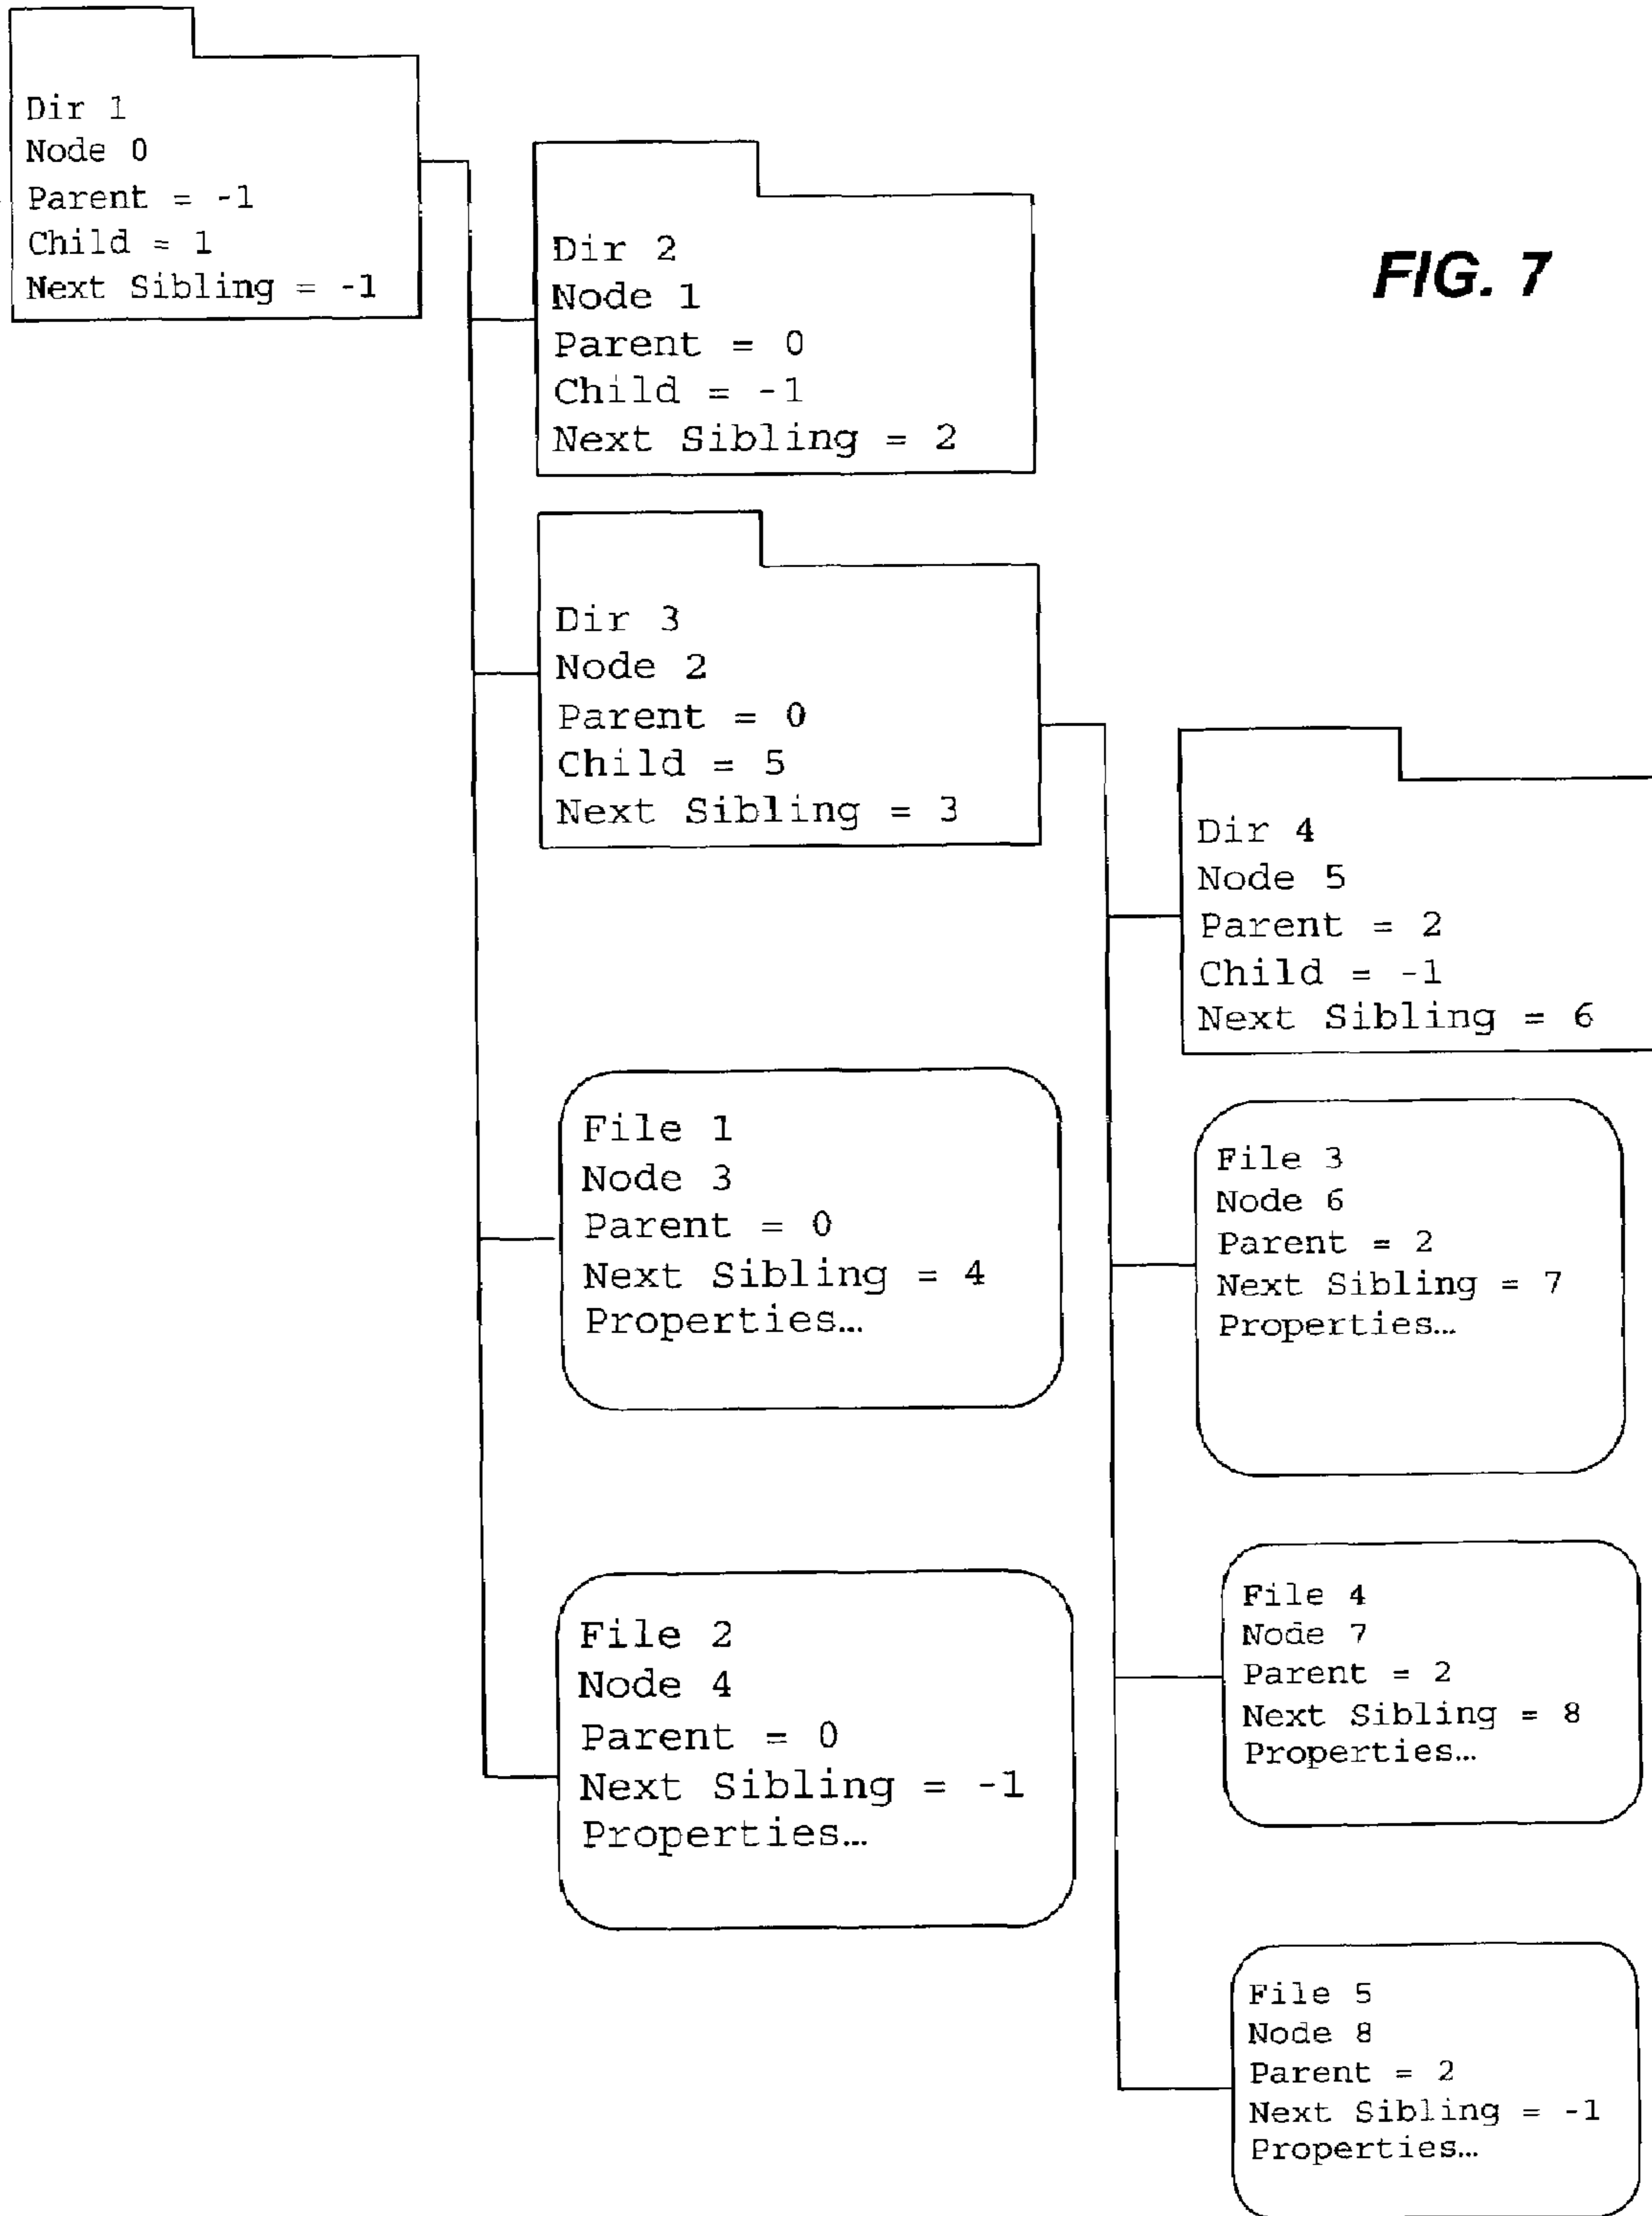 Dir 1
Node 0
Parent = -1
Child = 1
Next Sibling = -1
FIG. 7
Dir 2
Node 1
Parent = 0
Child = -1
Next Sibling = 2
Dir 3
Node 2
Parent = 0
Child = 5
Next Sibling = 3
Dir 4
Node 5
Parent = 2
Child = -1
Next Sibling = 6
File 1
Node 3
Parent = 0
Next Sibling = 4
Properties…
File 3
Node 6
Parent = 2
Next Sibling = 7
Properties…
File 2
Node 4
Parent = 0
Next Sibling = -1
Properties…
File 4
Node 7
Parent = 2
Next Sibling = 8
Properties…
File 5
Node 8
Parent = 2
Next Sibling = -1
Properties…